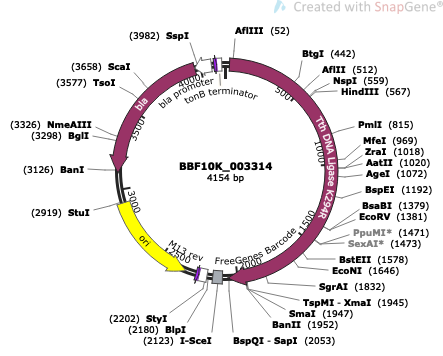 Created with SnapGene®
(3982) SspI
AflIII (52)
(3658) ScaI
(3577) TsoI
(3326) NmeAIII
(3298) BglI
(3126) BanI
(2919) StuI
(2202) StyI
(2180) BlpI
(2123) I-SceI
BtgI (442)
AflII (512)
NspI (559)
HindIII (567)
PmlI (815)
MfeI (969)
ZraI (1018)
AatII (1020)
AgeI (1072)
BspEI (1192)
BsaBI (1379)
EcoRV (1381)
PpuMI* (1471)
SexAI* (1473)
BstEII (1578)
EcoNI (1646)
SgrAI (1832)
TspMI - XmaI (1945)
SmaI (1947)
BanII (1952)
BspQI - SapI (2053)
bla promoter
tonB terminator
bla
Tth DNA Ligase K294R
ori
M13 rev
FreeGenes Barcode
500
1000
1500
2000
2500
3000
3500
4000
BBF10K_003314
4154 bp